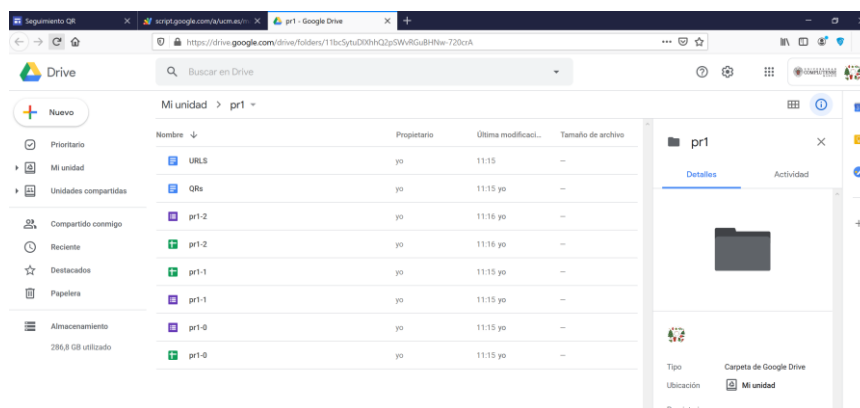 Seguimiento QR
script.google.com/a/ucm.es/m
pr1 - Google Drive
https://drive.google.com/drive/folders/11bcSytuDlXhhQ2pSWvRGuBHNw-720crA
Drive
Buscar en Drive
COMPLUTENSE
Nuevo
Mi unidad > pr1
Prioritario
Mi unidad
Unidades compartidas
Compartido conmigo
Reciente
Destacados
Papelera
Almacenamiento
286,8 GB utilizado
Nombre Propietario Última modificaci... Tamaño de archivo
URLS yo 11:15 —
QRs yo 11:15 yo —
pr1-2 yo 11:16 yo —
pr1-2 yo 11:16 yo —
pr1-1 yo 11:15 yo —
pr1-1 yo 11:15 yo —
pr1-0 yo 11:15 yo —
pr1-0 yo 11:15 yo —
pr1
Detalles Actividad
Tipo Carpeta de Google Drive
Ubicación Mi unidad